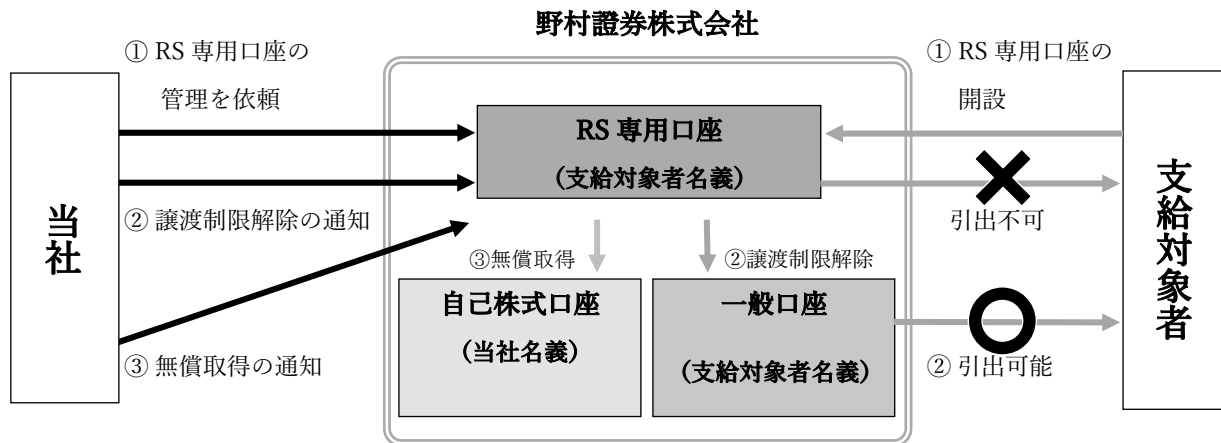 野村證券株式会社
① RS 専用口座の
管理を依頼
① RS 専用口座の
開設
RS 専用口座
（支給対象者名義）
当社
支給対象者
② 譲渡制限解除の通知
引出不可
③無償取得
②譲渡制限解除
自己株式口座
（当社名義）
一般口座
（支給対象者名義）
③ 無償取得の通知
② 引出可能